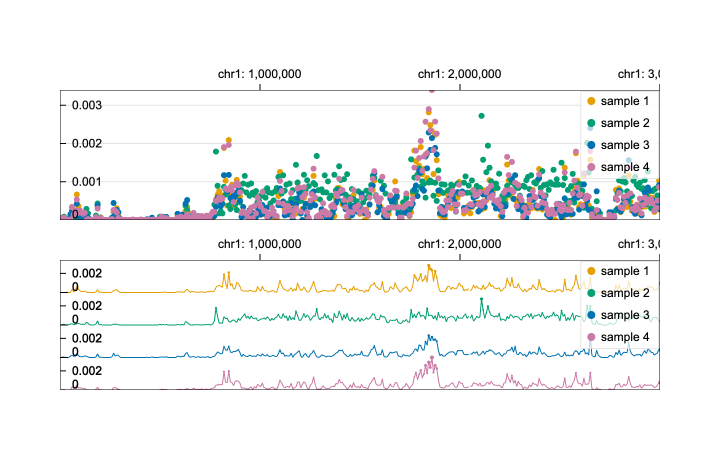 chr1: 1,000,000 chr1: 2,000,000 chr1: 3,0
0.003 sample 1
sample 2
0.002 sample 3
sample 4
0.001
0
chr1: 1,000,000 chr1: 2,000,000 chr1: 3,0
0.002 sample 1
0
sample 2
0.002
0 sample 3
0.002 sample 4
0
0.002
0